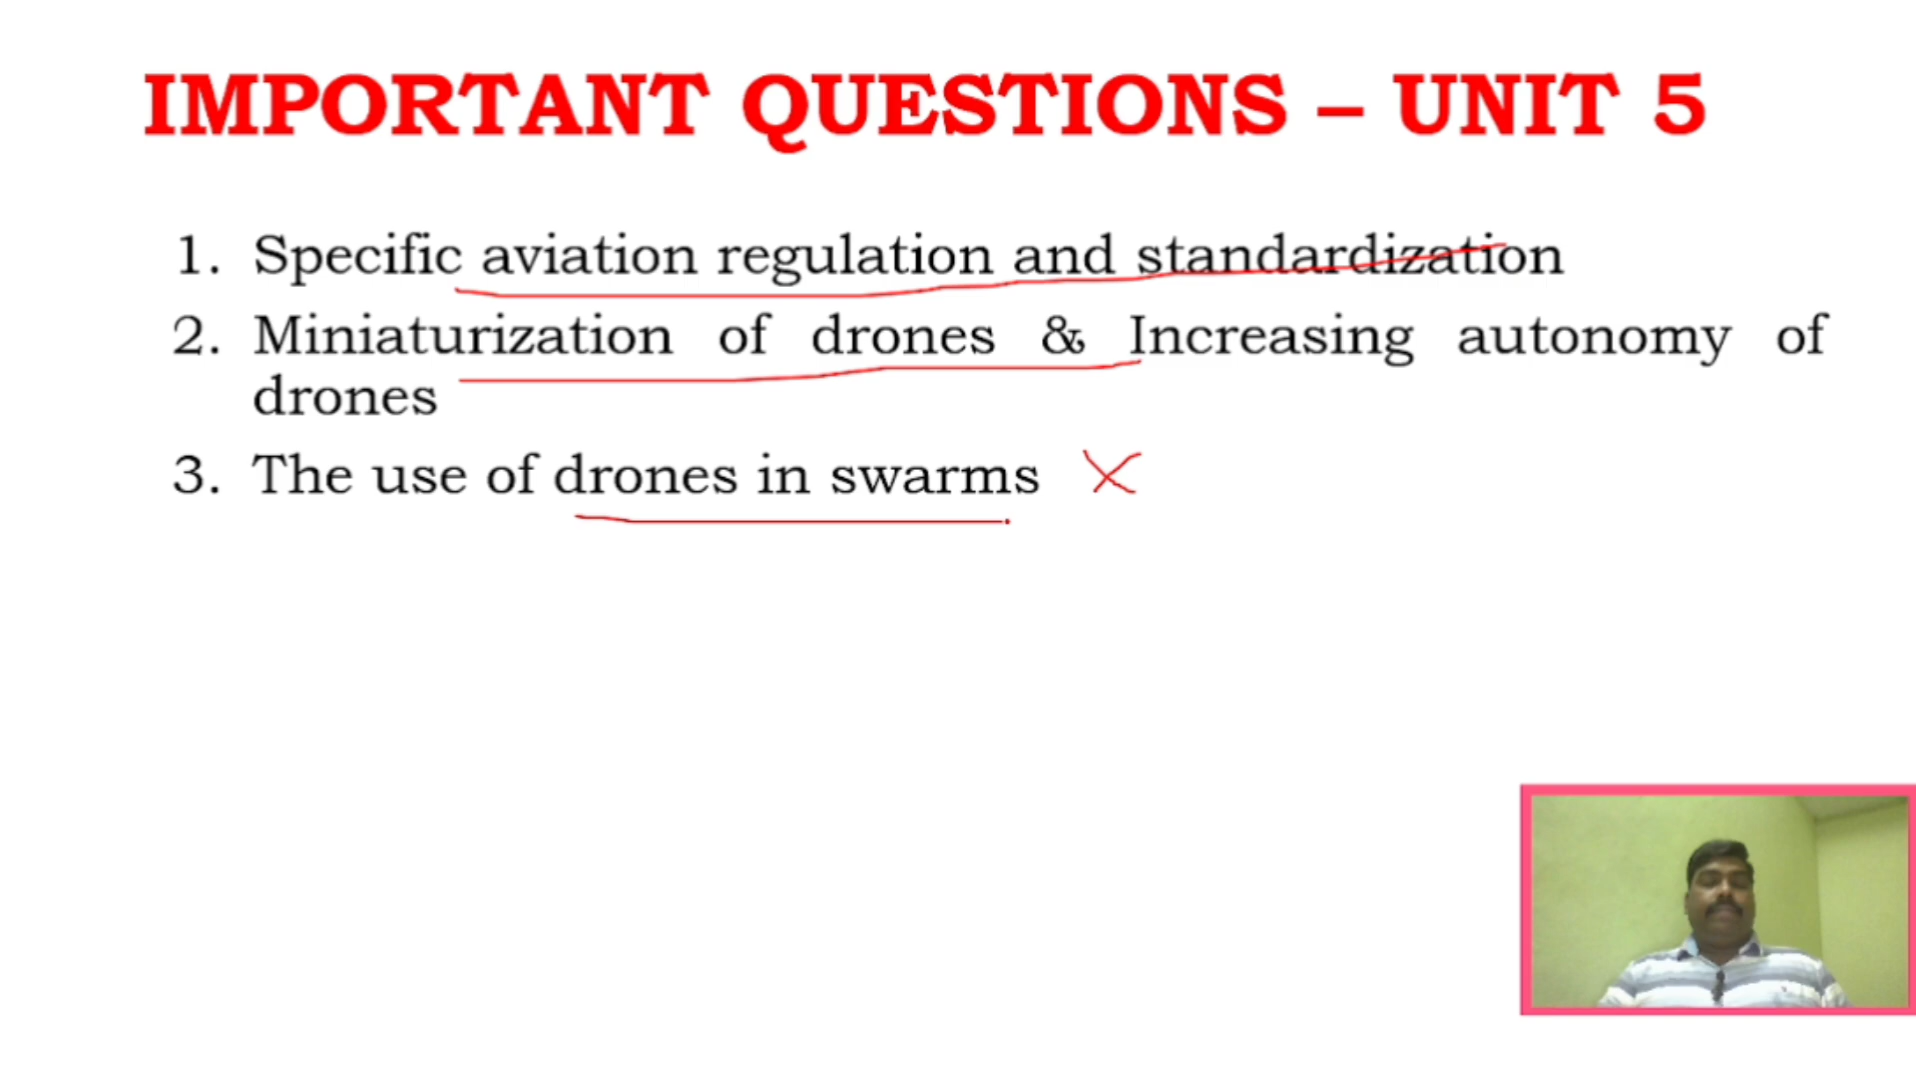 IMPORTANT QUESTIONS – UNIT 5
1. Specific aviation regulation and standardization
2. Miniaturization of drones & Increasing autonomy of
drones
3. The use of drones in swarms